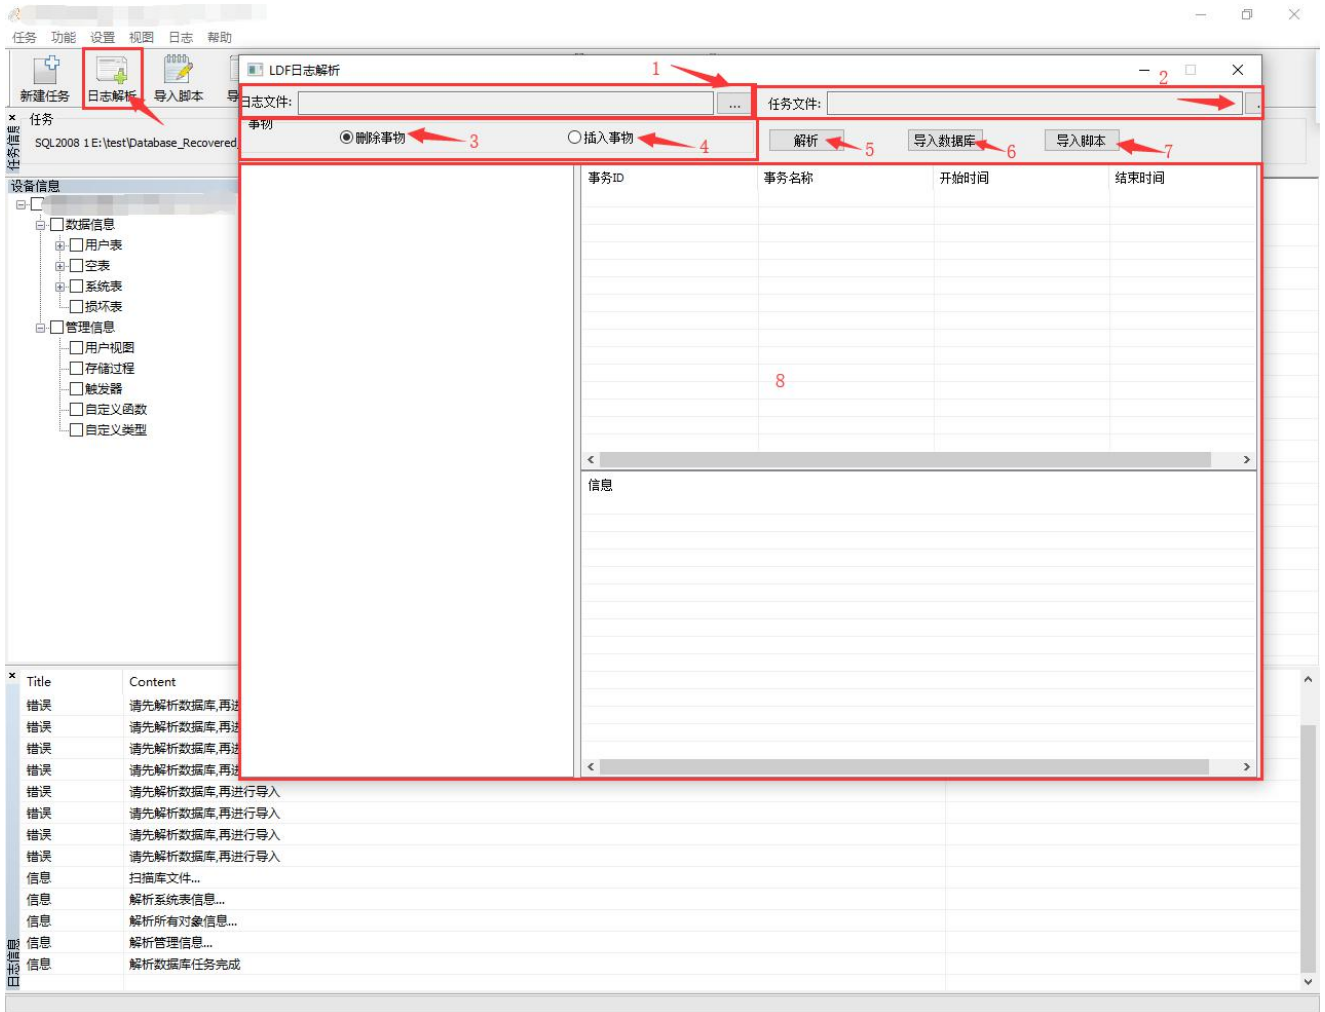 任务 功能 设置 视图 日志 帮助
新建任务 日志解析 导入脚本 导
任务
SQL2008 1 E:\test\Database_Recovered
任务信息
设备信息
数据信息
用户表
空表
系统表
损坏表
管理信息
用户视图
存储过程
触发器
自定义函数
自定义类型
LDF日志解析
1
2
日志文件: ...
任务文件:
事物
删除事物 3
插入事物 4
解析 5
导入数据库 6
导入脚本 7
事务ID 事务名称 开始时间 结束时间
8
信息
Title Content
错误 请先解析数据库,再进
错误 请先解析数据库,再进
错误 请先解析数据库,再进
错误 请先解析数据库,再进
错误 请先解析数据库,再进行导入
错误 请先解析数据库,再进行导入
错误 请先解析数据库,再进行导入
错误 请先解析数据库,再进行导入
信息 扫描库文件...
信息 解析系统表信息...
信息 解析所有对象信息...
信息 解析管理信息...
信息 解析数据库任务完成
日志信息